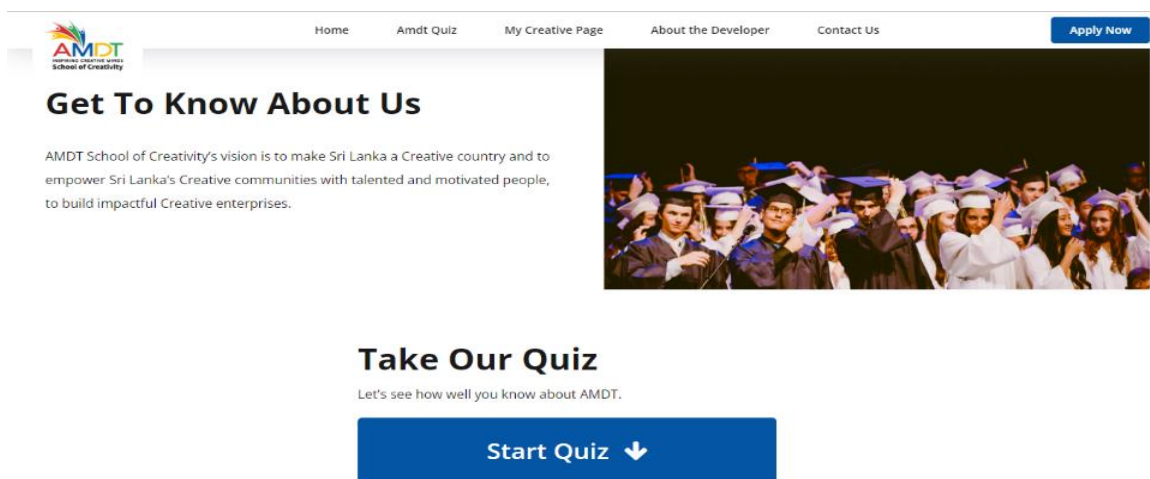 Home Amdt Quiz My Creative Page About the Developer Contact Us Apply Now
AMDT
INSPIRING CREATIVE MINDS
School of Creativity
Get To Know About Us
AMDT School of Creativity's vision is to make Sri Lanka a Creative country and to
empower Sri Lanka's Creative communities with talented and motivated people,
to build impactful Creative enterprises.
Take Our Quiz
Let's see how well you know about AMDT.
Start Quiz